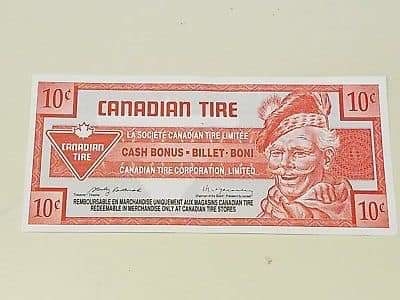 10¢ 10¢
CANADIAN TIRE
LA SOCIÉTÉ CANADIAN TIRE LIMITÉE
CANADIAN
TIRE
CASH BONUS • BILLET • BONI
CANADIAN TIRE CORPORATION, LIMITED
10¢ 10¢
REMBOURSABLE EN MARCHANDISE UNIQUEMENT AUX MAGASINS CANADIAN TIRE
REDEEMABLE IN MERCHANDISE ONLY AT CANADIAN TIRE STORES